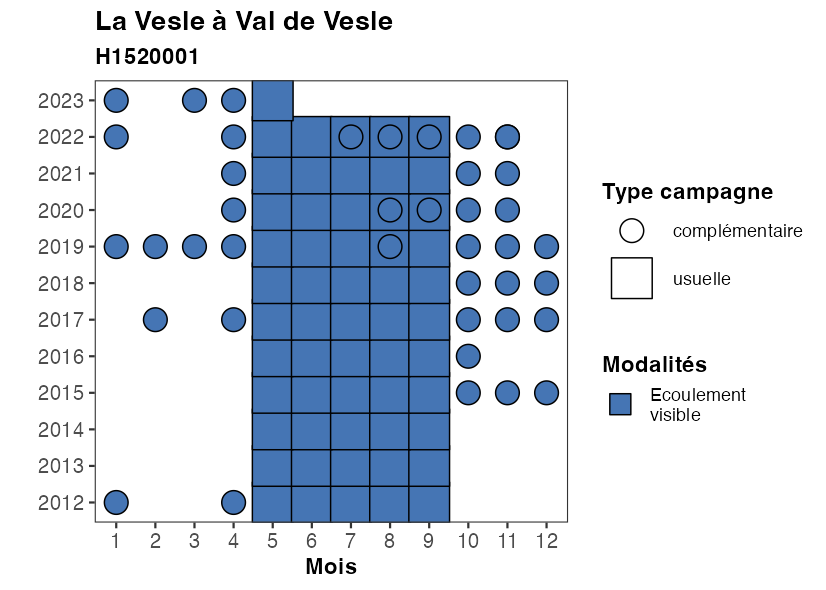 La Vesle à Val de Vesle
H1520001
2023
2022
2021
2020
2019
2018
2017
2016
2015
2014
2013
2012
1 2 3 4 5 6 7 8 9 10 11 12
Mois
Type campagne
complémentaire
usuelle
Modalités
Ecoulement
visible